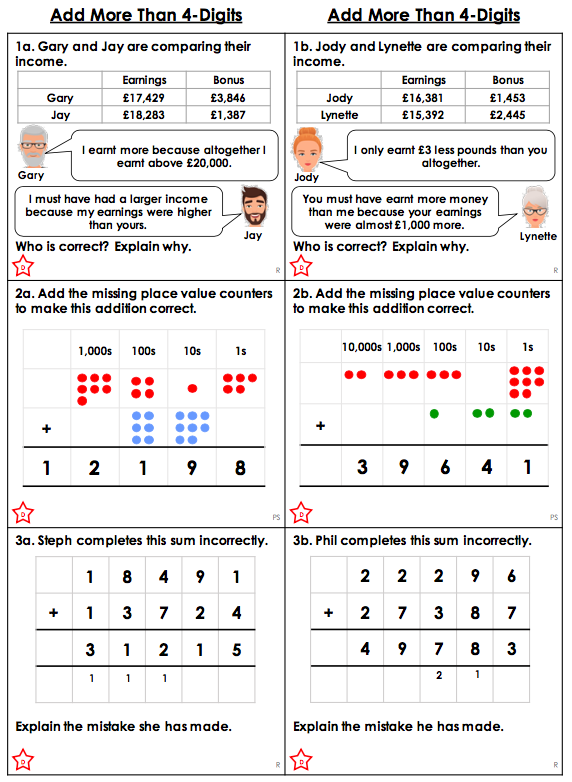 Add More Than 4-Digits
Add More Than 4-Digits
1a. Gary and Jay are comparing their
income.
Earnings Bonus
Gary £17,429 £3,846
Jay £18,283 £1,387
I earnt more because altogether I
earnt above £20,000.
Gary
I must have had a larger income
because my earnings were higher
than yours.
Jay
Who is correct? Explain why.
D
R
1b. Jody and Lynette are comparing their
income.
Earnings Bonus
Jody £16,381 £1,453
Lynette £15,392 £2,445
I only earnt £3 less pounds than you
altogether.
Jody
You must have earnt more money
than me because your earnings
were almost £1,000 more.
Lynette
Who is correct? Explain why.
D
R
2a. Add the missing place value counters
to make this addition correct.
1,000s 100s 10s 1s
+
1 2 1 9 8
D
PS
2b. Add the missing place value counters
to make this addition correct.
10,000s 1,000s 100s 10s 1s
+
3 9 6 4 1
D
PS
3a. Steph completes this sum incorrectly.
1 8 4 9 1
+ 1 3 7 2 4
3 1 2 1 5
1 1 1
Explain the mistake she has made.
D
R
3b. Phil completes this sum incorrectly.
2 2 2 9 6
+ 2 7 3 8 7
4 9 7 8 3
2 1
Explain the mistake he has made.
D
R